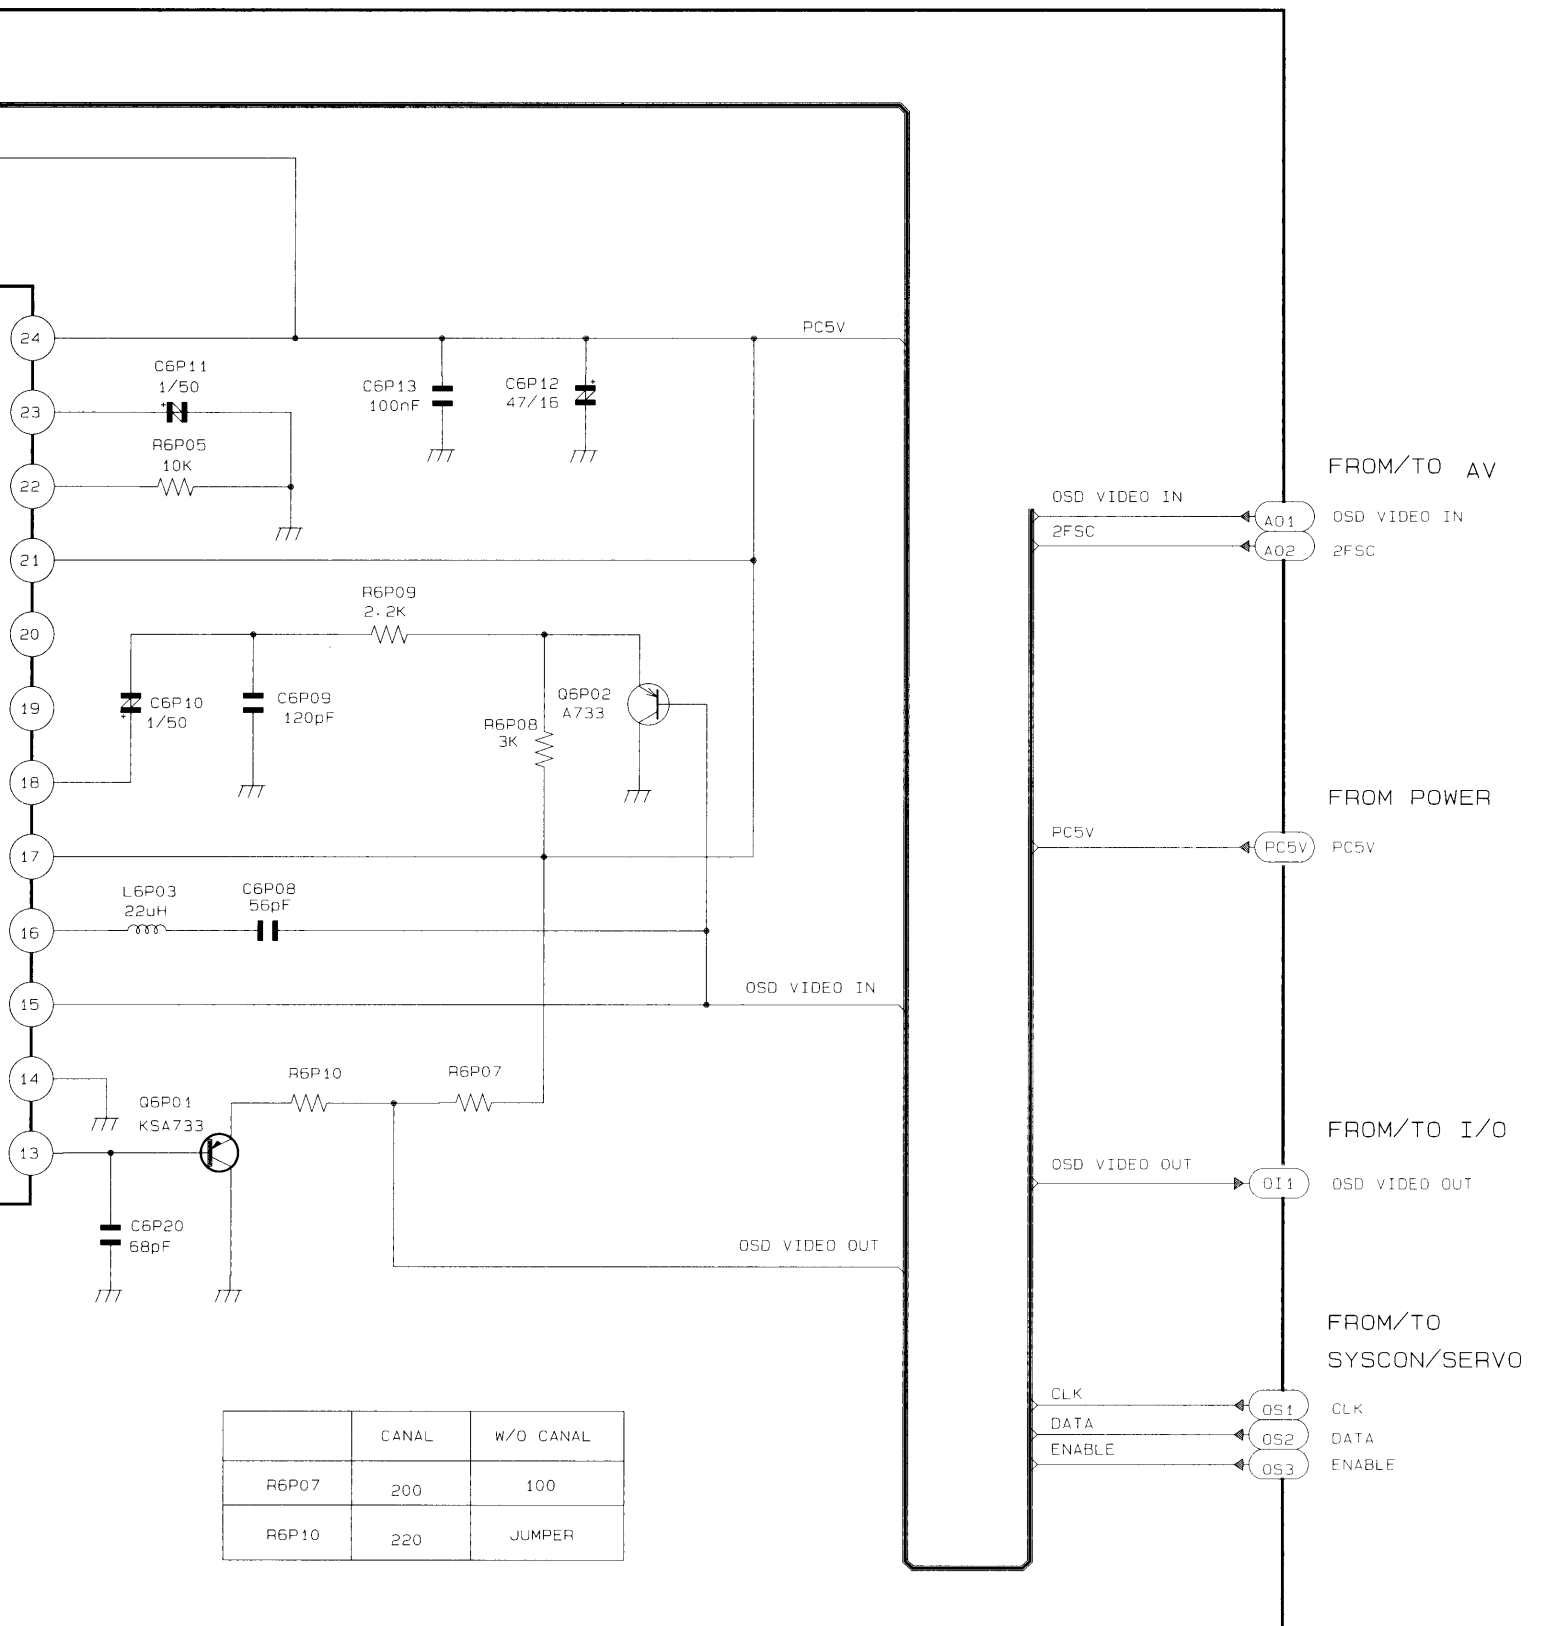 PC5V
24
C6P11
1/50
+
C6P13
100nF
C6P12
47/16
+
23
R6P05
10K
22
FROM/TO AV
OSD VIDEO IN
A01
OSD VIDEO IN
2FSC
A02
2FSC
21
R6P09
2.2K
20
C6P10
1/50
+
C6P09
120pF
Q6P02
A733
R6P08
3K
19
18
FROM POWER
PC5V
PC5V
PC5V
17
L6P03
22uH
C6P08
56pF
16
OSD VIDEO IN
15
R6P10
R6P07
14
Q6P01
KSA733
13
FROM/TO I/O
OSD VIDEO OUT
OI1
OSD VIDEO OUT
C6P20
68pF
OSD VIDEO OUT
FROM/TO
SYSCON/SERVO
CLK
OS1
CLK
DATA
OS2
DATA
ENABLE
OS3
ENABLE
CANAL
W/O CANAL
R6P07
200
100
R6P10
220
JUMPER